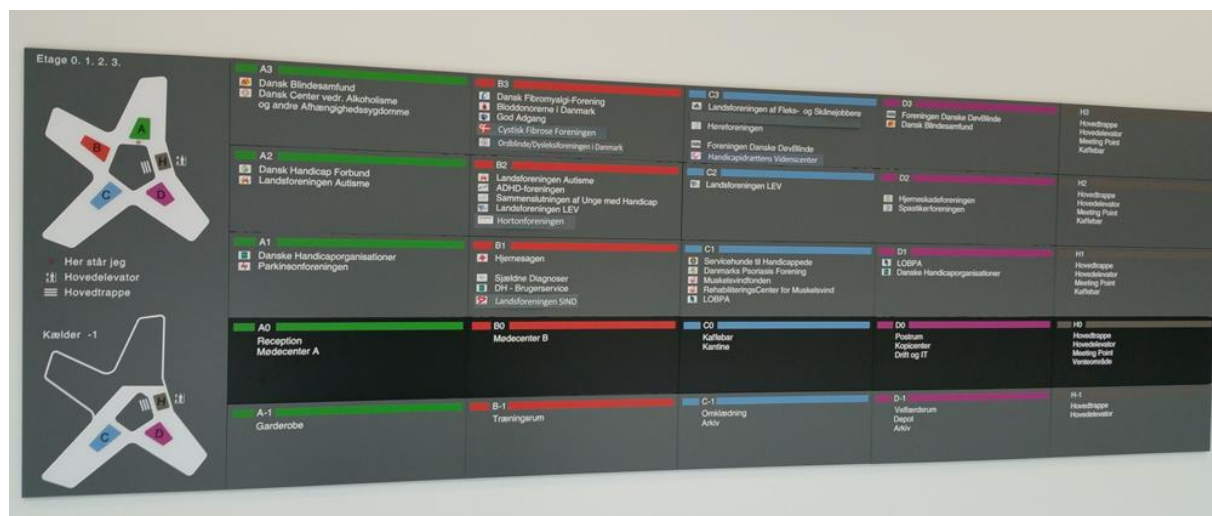 Etage 0. 1. 2. 3.
A
B
H
C
D
Her står jeg
Hovedelevator
Hovedtrappe
Kælder -1
H
C
D
A3
Dansk Blindesamfund
Dansk Center vedr. Alkoholisme
og andre Afhængighedssygdomme
B3
Dansk Fibromyalgi-Forening
Bloddonorerne i Danmark
God Adgang
Cystisk Fibrose Foreningen
Ordblinde/Dysleksiforeningen i Danmark
C3
Landsforeningen af Fleks- og Skånejobbere
Høreforeningen
Foreningen Danske DøvBlinde
Handicapidrættens Videnscenter
D3
Foreningen Danske DøvBlinde
Dansk Blindesamfund
H3
Hovedtrappe
Hovedelevator
Meeting Point
Kaffebar
A2
Dansk Handicap Forbund
Landsforeningen Autisme
B2
Landsforeningen Autisme
ADHD-foreningen
Sammenslutningen af Unge med Handicap
Landsforeningen LEV
Hortonforeningen
C2
Landsforeningen LEV
D2
Hjerneskadeforeningen
Spastikerforeningen
H2
Hovedtrappe
Hovedelevator
Meeting Point
Kaffebar
A1
Danske Handicaporganisationer
Parkinsonforeningen
B1
Hjernesagen
Sjældne Diagnoser
DH - Brugerservice
Landsforeningen SIND
C1
Servicehunde til Handicappede
Danmarks Psoriasis Forening
Muskelsvindfonden
RehabiliteringsCenter for Muskelsvind
LOBPA
D1
LOBPA
Danske Handicaporganisationer
H1
Hovedtrappe
Hovedelevator
Meeting Point
Kaffebar
A0
Reception
Mødecenter A
B0
Mødecenter B
C0
Kaffebar
Kantine
D0
Postrum
Kopicenter
Drift og IT
H0
Hovedtrappe
Hovedelevator
Meeting Point
Venteområde
A-1
Garderobe
B-1
Træningsrum
C-1
Omklædning
Arkiv
D-1
Velfærdsrum
Depot
Arkiv
H-1
Hovedtrappe
Hovedelevator